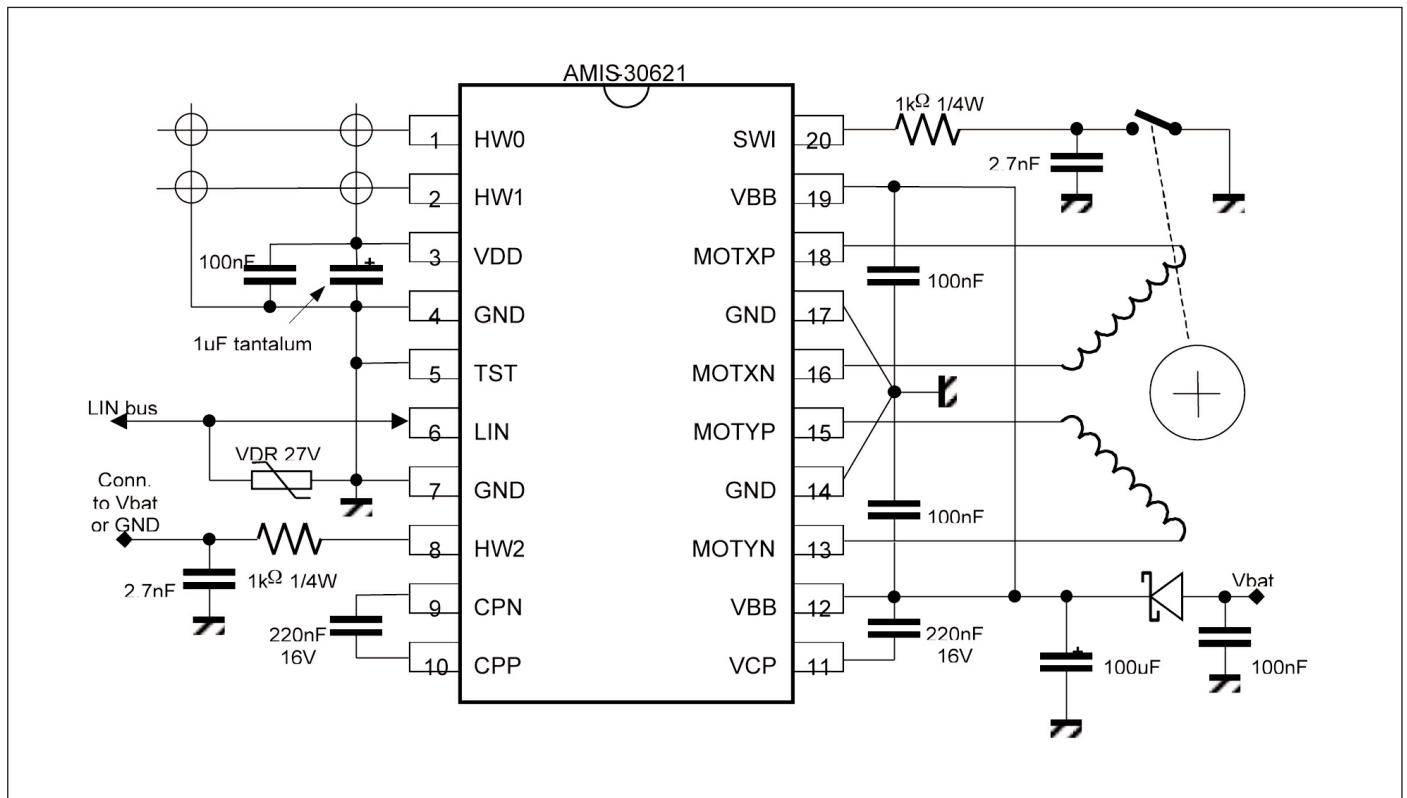 AMIS-30621
1 HW0
2 HW1
3 VDD
4 GND
5 TST
6 LIN
7 GND
8 HW2
9 CPN
10 CPP
SWI 20
VBB 19
MOTXP 18
GND 17
MOTXN 16
MOTYP 15
GND 14
MOTYN 13
VBB 12
VCP 11
100nF
+
1uF tantalum
LIN bus
VDR 27V
Conn.
to Vbat
or GND
1kΩ 1/4W
2.7nF
220nF
16V
1kΩ 1/4W
2.7nF
100nF
100nF
220nF
16V
+
100uF
Vbat
100nF